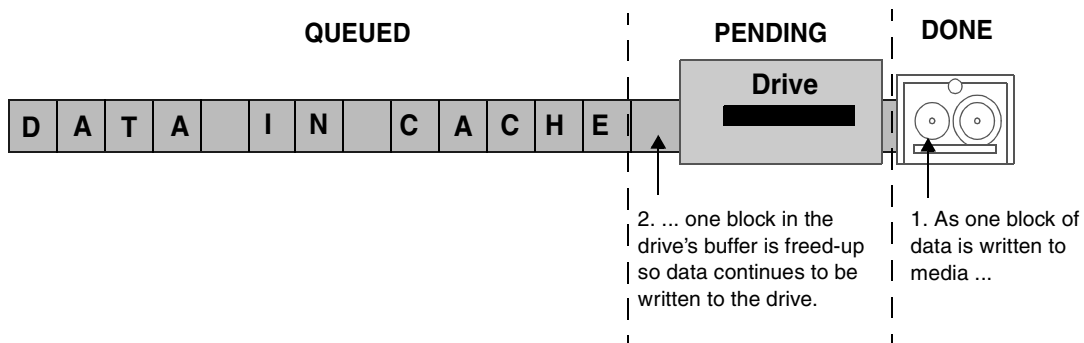 QUEUED
PENDING
DONE
Drive
D A T A I N C A C H E
2. ... one block in the
drive's buffer is freed-up
so data continues to be
written to the drive.
1. As one block of
data is written to
media ...